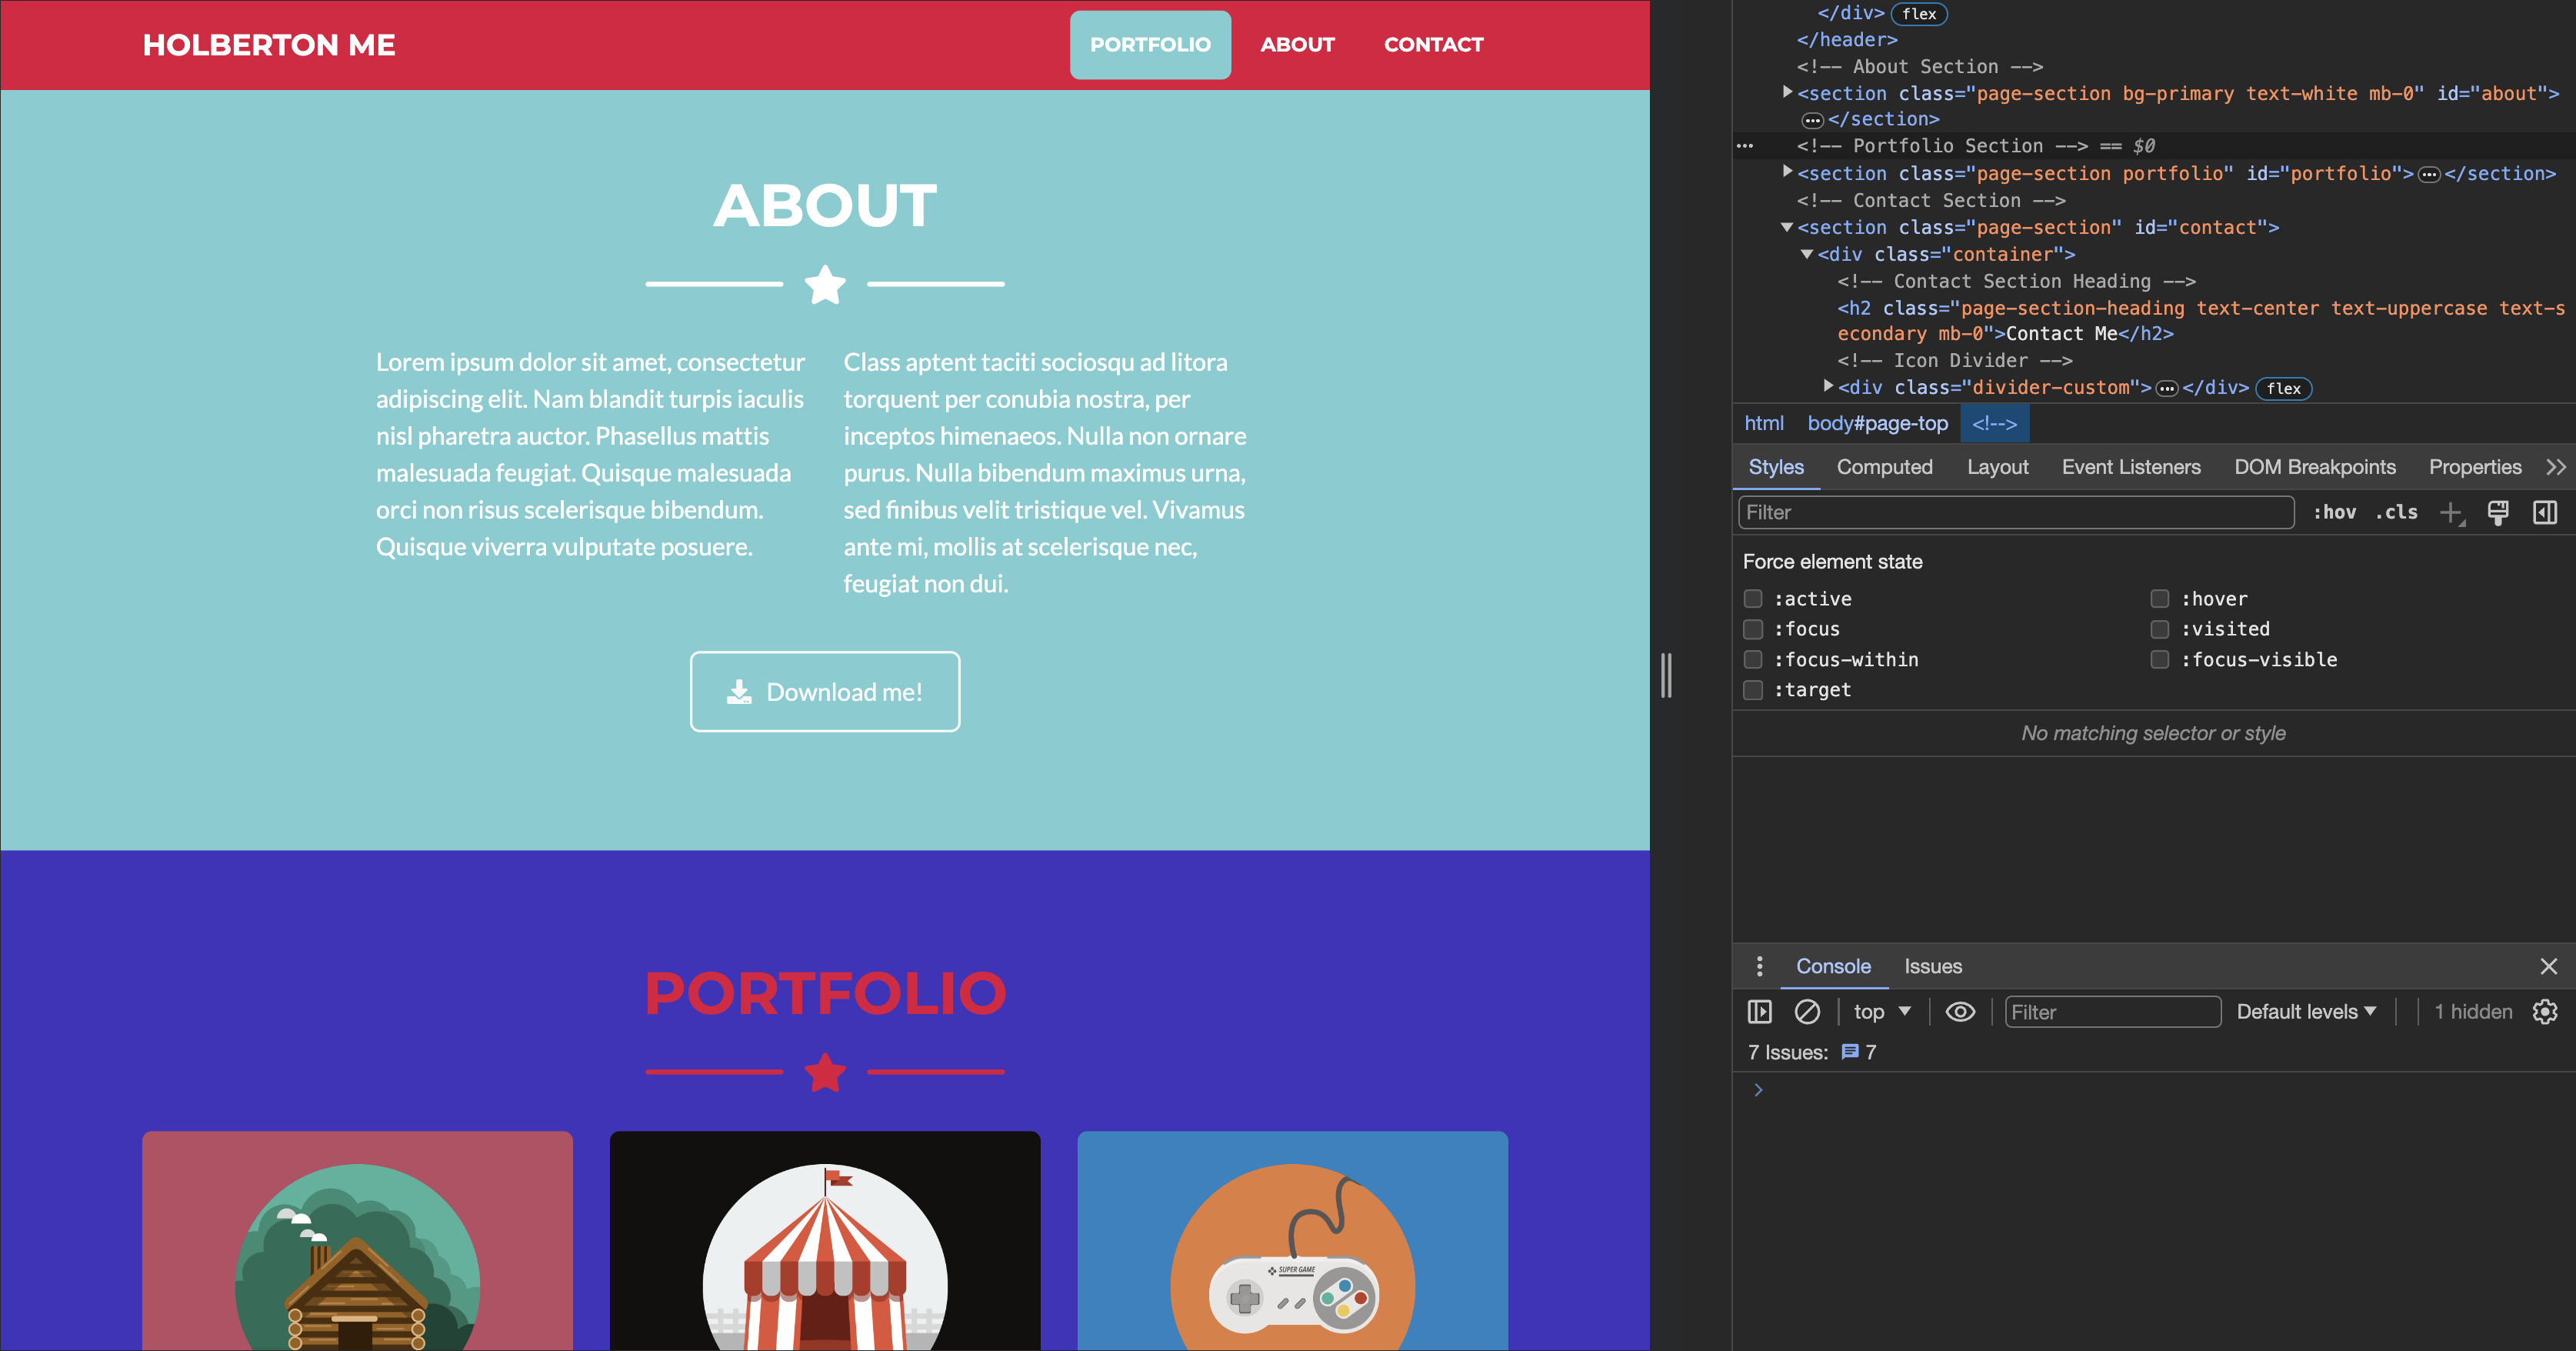 HOLBERTON ME
PORTFOLIO
ABOUT
CONTACT
ABOUT
Lorem ipsum dolor sit amet, consectetur
adipiscing elit. Nam blandit turpis iaculis
nisl pharetra auctor. Phasellus mattis
malesuada feugiat. Quisque malesuada
orci non risus scelerisque bibendum.
Quisque viverra vulputate posuere.
Class aptent taciti sociosqu ad litora
torquent per conubia nostra, per
inceptos himenaeos. Nulla non ornare
purus. Nulla bibendum maximus urna,
sed finibus velit tristique vel. Vivamus
ante mi, mollis at scelerisque nec,
feugiat non dui.
Download me!
PORTFOLIO
SUPER GAME
</div> flex
</header>
<!-- About Section -->
<section class="page-section bg-primary text-white mb-0" id="about">
… </section>
… <!-- Portfolio Section --> == $0
<section class="page-section portfolio" id="portfolio"> … </section>
<!-- Contact Section -->
<section class="page-section" id="contact">
<div class="container">
<!-- Contact Section Heading -->
<h2 class="page-section-heading text-center text-uppercase text-s
econdary mb-0">Contact Me</h2>
<!-- Icon Divider -->
<div class="divider-custom"> … </div> flex
html body#page-top <!-->
Styles Computed Layout Event Listeners DOM Breakpoints Properties »
Filter :hov .cls
Force element state
:active :hover
:focus :visited
:focus-within :focus-visible
:target
No matching selector or style
Console Issues
top Filter Default levels 1 hidden
7 Issues: 7